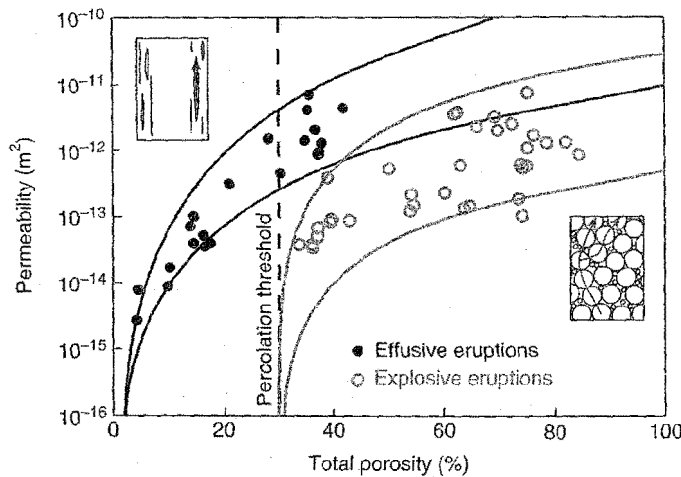 10⁻¹⁰
10⁻¹¹
10⁻¹²
10⁻¹³
10⁻¹⁴
10⁻¹⁵
10⁻¹⁶
Permeability (m²)
Percolation threshold
Effusive eruptions
Explosive eruptions
0 20 40 60 80 100
Total porosity (%)